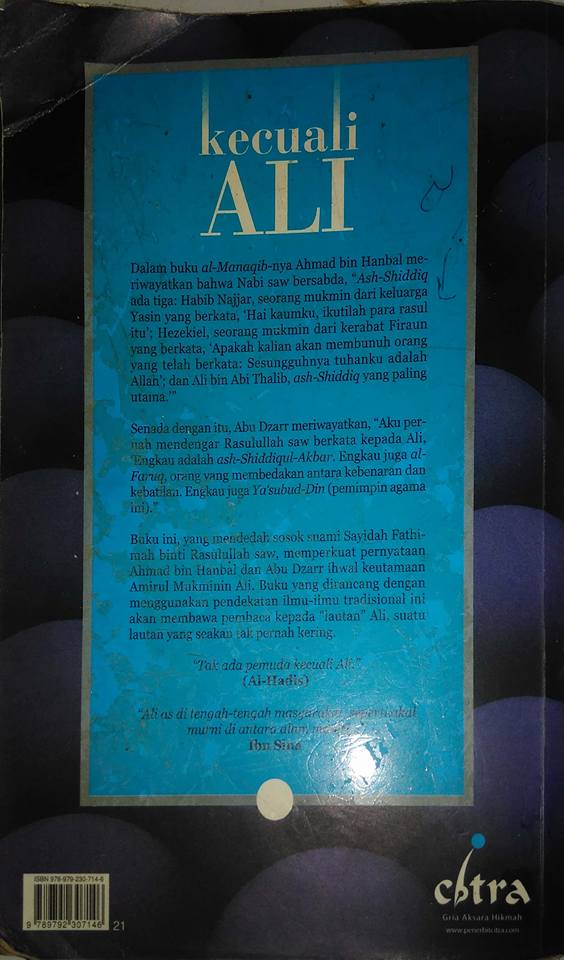 kecuali
ALI
Dalam buku al-Manaqib-nya Ahmad bin Hanbal me-
riwayatkan bahwa Nabi saw bersabda, “Ash-Shiddiq
ada tiga: Habib Najjar, seorang mukmin dari keluarga
Yasin yang berkata, ‘Hai kaumku, ikutilah para rasul
itu’; Hezekiel, seorang mukmin dari kerabat Firaun
yang berkata, ‘Apakah kalian akan membunuh orang
yang telah berkata: Sesungguhnya tuhanku adalah
Allah’; dan Ali bin Abi Thalib, ash-Shiddiq yang paling
utama.’”
Senada dengan itu, Abu Dzarr meriwayatkan, “Aku per-
nah mendengar Rasulullah saw berkata kepada Ali,
‘Engkau adalah ash-Shiddiqul-Akbar. Engkau juga al-
Faruq, orang yang membedakan antara kebenaran dan
kebatilan. Engkau juga Ya’subud-Din (pemimpin agama
ini).”
Buku ini, yang mendedah sosok suami Sayidah Fathi-
mah binti Rasulullah saw, memperkuat pernyataan
Ahmad bin Hanbal dan Abu Dzarr ihwal keutamaan
Amirul Mukminin Ali. Buku yang dirancang dengan
menggunakan pendekatan ilmu-ilmu tradisional ini
akan membawa pembaca kepada “lautan” Ali, suatu
lautan yang seakan tak pernah kering.
“Tak ada pemuda kecuali Ali.”
(Al-Hadis)
“Ali as di tengah-tengah masyarakat, seperti akal
murni di antara alam
Ibn Sina
citra
Gria Aksara Hikmah
www.penerbitcitra.com
ISBN 978-979-230-714-6
9 789792 307146 21